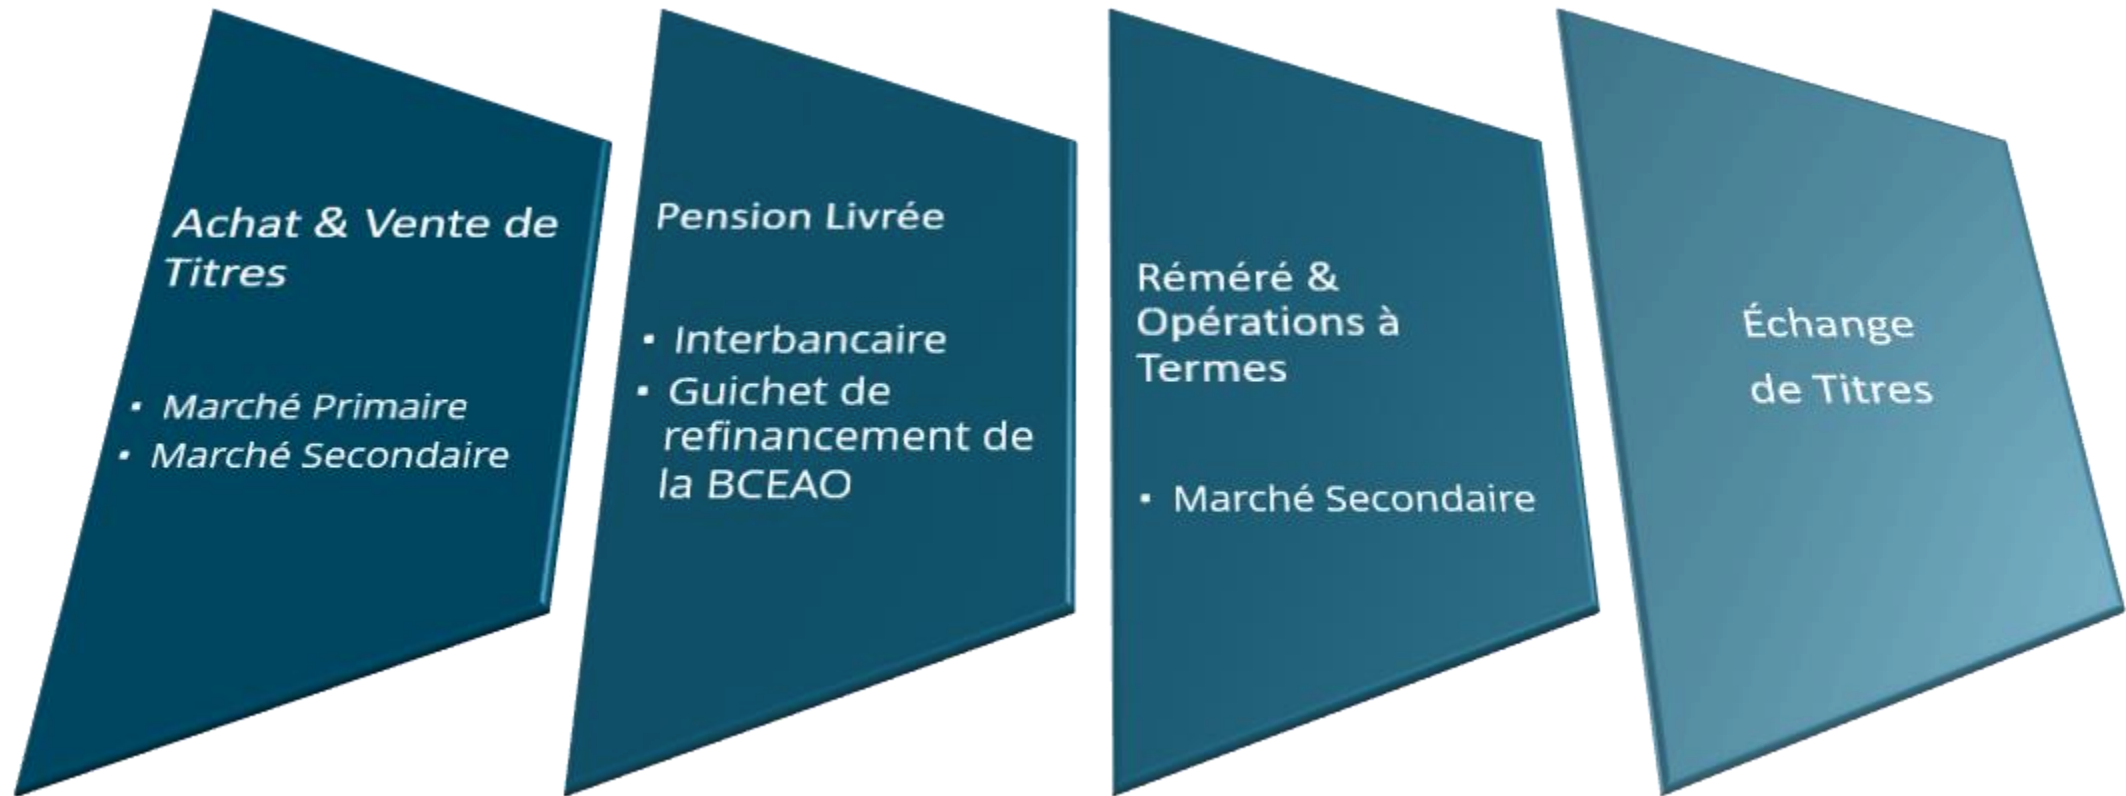 Achat & Vente de
Titres
▪ Marché Primaire
▪ Marché Secondaire
Pension Livrée
▪ Interbancaire
▪ Guichet de
refinancement de
la BCEAO
Réméré &
Opérations à
Termes
▪ Marché Secondaire
Échange
de Titres